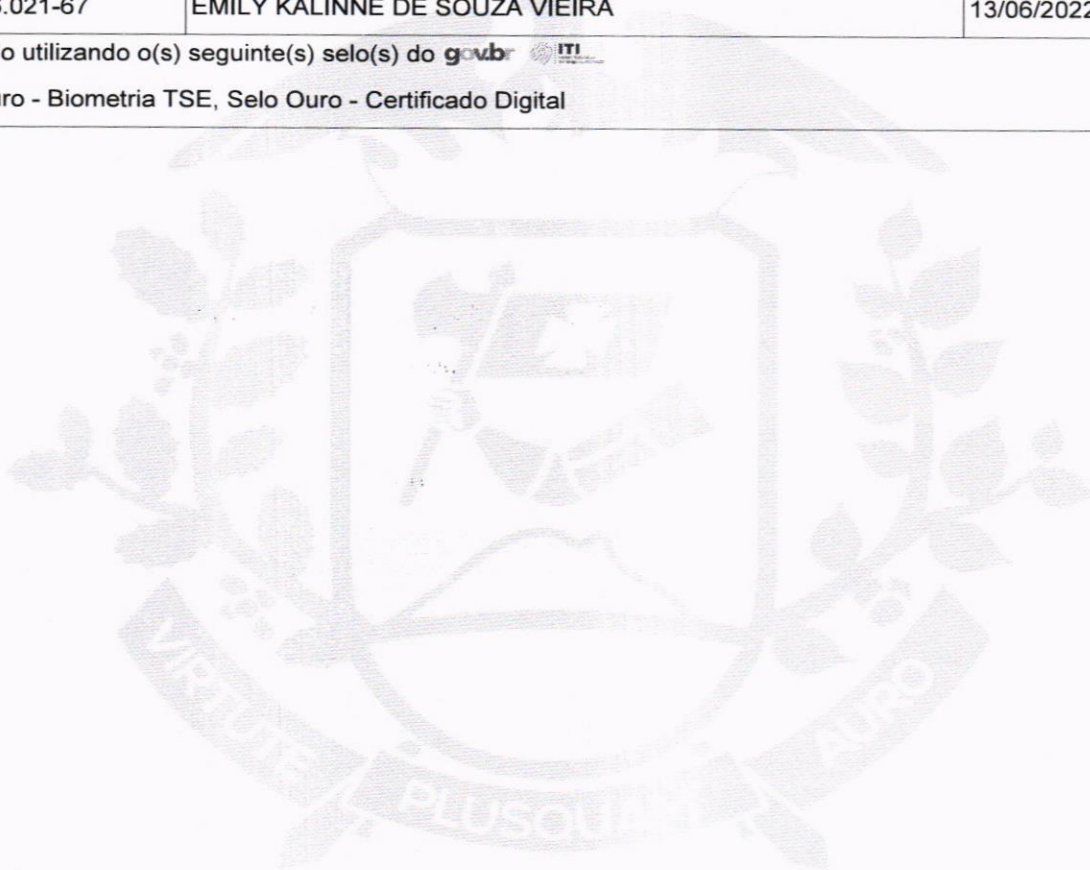 .021-67 EMILY KALINNE DE SOUZA VIEIRA 13/06/2022
o utilizando o(s) seguinte(s) selo(s) do gov.br ITI
ro - Biometria TSE, Selo Ouro - Certificado Digital
VIRTUTE PLUSQUAM AURO